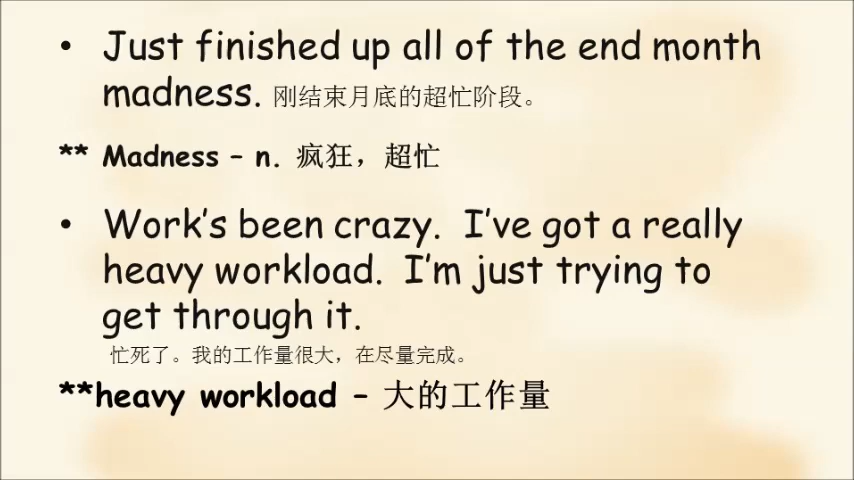 • Just finished up all of the end month
madness. 刚结束月底的超忙阶段。
** Madness – n. 疯狂，超忙
• Work's been crazy. I've got a really
heavy workload. I'm just trying to
get through it.
忙死了。我的工作量很大，在尽量完成。
**heavy workload – 大的工作量